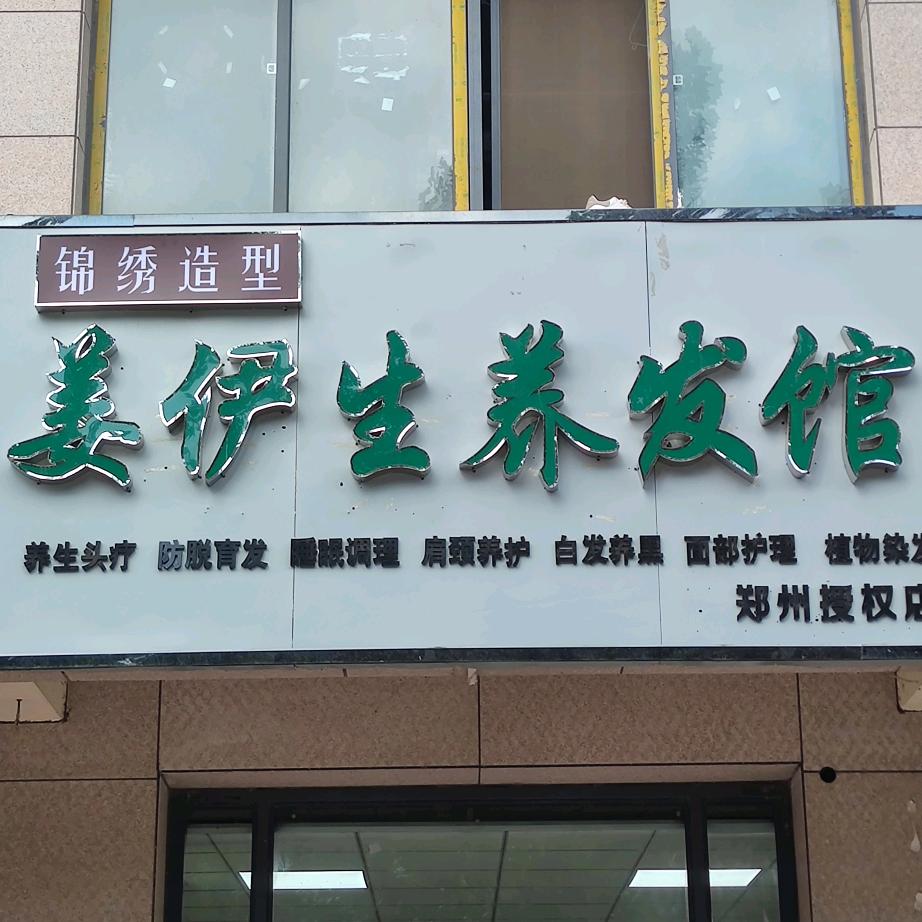 锦绣造型
美伊生养发馆
养生头疗 防脱育发 睡眠调理 肩颈养护 白发养黑 面部护理 植物染发
郑州授权店